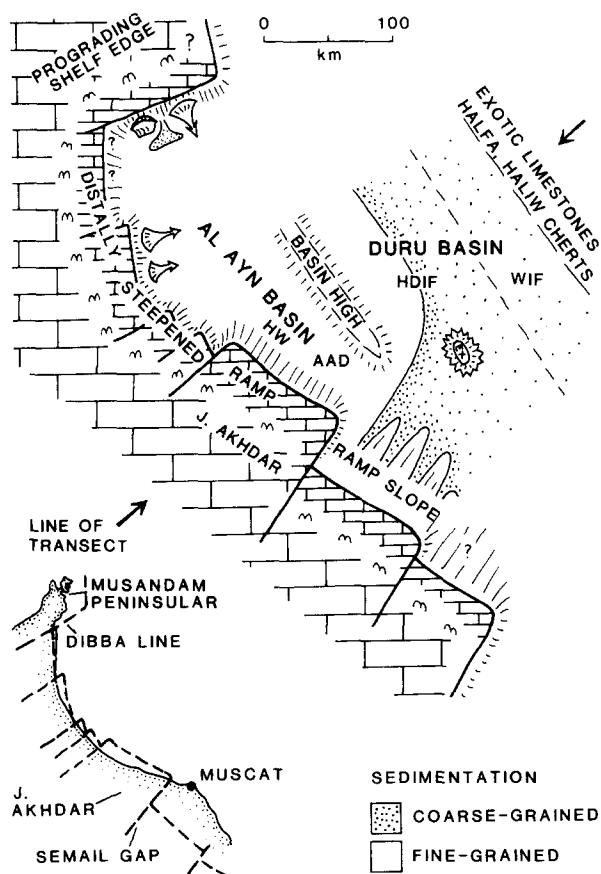 0 100
km
PROGRADING
SHELF EDGE
?
EXOTIC LIMESTONES
HALFA, HALIW CHERTS
?
?
DISTALLY
STEEPENED
RAMP
AL AYN BASIN
BASIN HIGH
DURU BASIN
HDIF
WIF
HW
AAD
J. AKHDAR
RAMP SLOPE
?
LINE OF
TRANSECT
MUSANDAM
PENINSULAR
DIBBA LINE
MUSCAT
J.
AKHDAR
SEMAIL GAP
SEDIMENTATION
COARSE-GRAINED
FINE-GRAINED